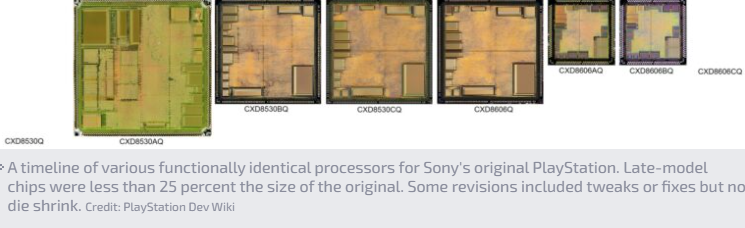 CXD8530Q
CXD8530AQ
CXD8530BQ
CXD8530CQ
CXD8606Q
CXD8606AQ
CXD8606BQ
CXD8606CQ
A timeline of various functionally identical processors for Sony's original PlayStation. Late-model
chips were less than 25 percent the size of the original. Some revisions included tweaks or fixes but no
die shrink. Credit: PlayStation Dev Wiki